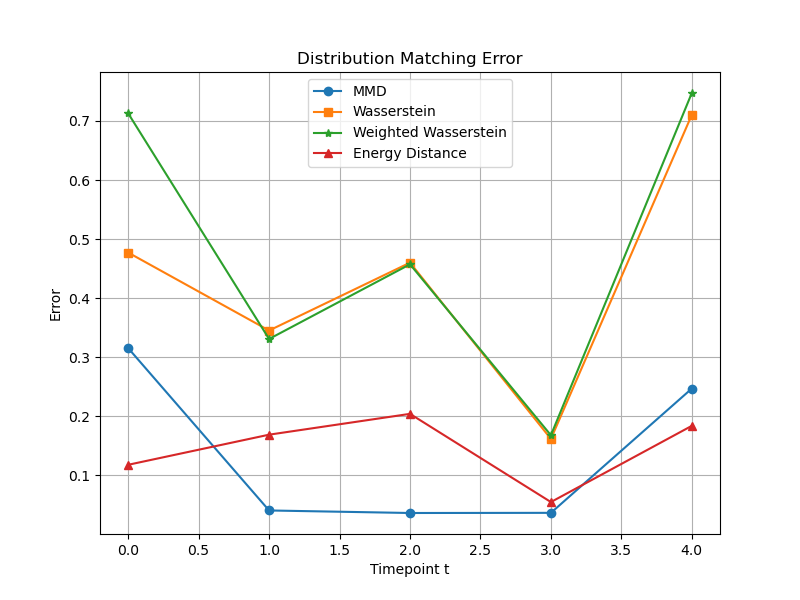 Distribution Matching Error
MMD
Wasserstein
Weighted Wasserstein
Energy Distance
Error
0.7
0.6
0.5
0.4
0.3
0.2
0.1
0.0 0.5 1.0 1.5 2.0 2.5 3.0 3.5 4.0
Timepoint t